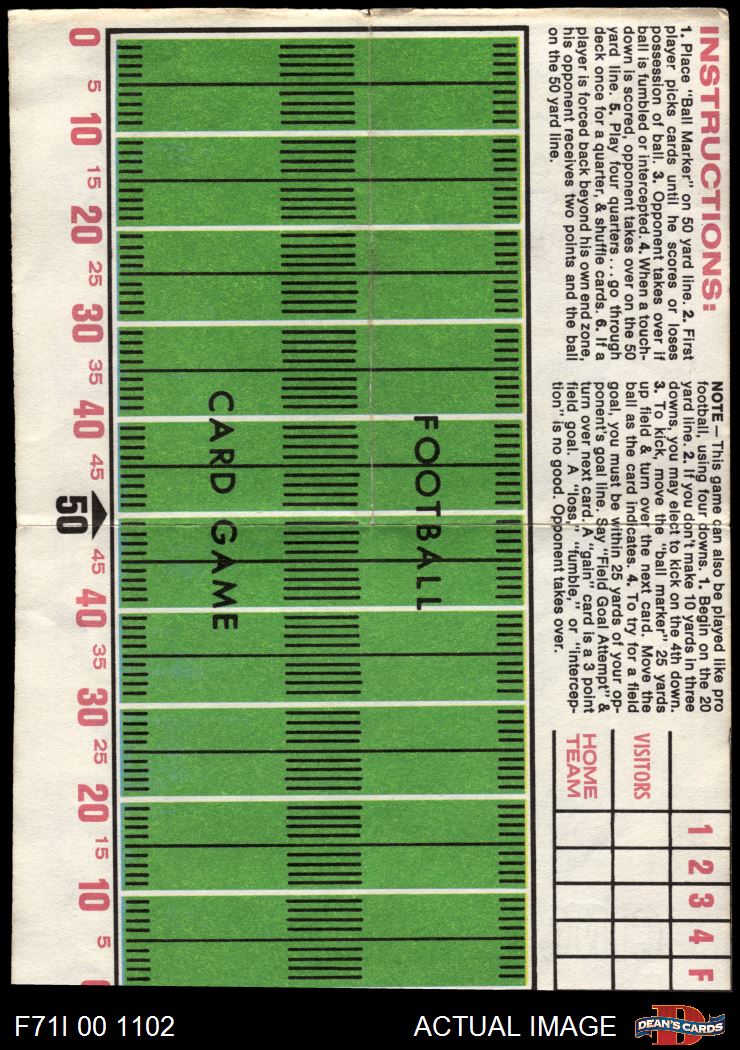 INSTRUCTIONS:
1. Place "Ball Marker" on 50 yard line. 2. First
player picks cards until he scores or loses
possession of ball. 3. Opponent takes over if
ball is fumbled or intercepted. 4. When a touch-
down is scored, opponent takes over on the 50
yard line. 5. Play four quarters . . . go through
deck once for a quarter, & shuffle cards. 6. If a
player is forced back beyond his own end zone,
his opponent receives two points and the ball
on the 50 yard line.
NOTE — This game can also be played like pro
football, using four downs. 1. Begin on the 20
yard line. 2. If you don't make 10 yards in three
downs, you may elect to kick on the 4th down.
3. To kick, move the "ball marker" 25 yards
up field & turn over the next card. Move the
ball as the card indicates. 4. To try for a field
goal, you must be within 25 yards of your op-
ponent's goal line. Say "Field Goal Attempt" &
turn over next card. A "gain" card is a 3 point
field goal. A "loss," "fumble," or "intercep-
tion" is no good. Opponent takes over.
1 2 3 4 F
VISITORS
HOME
TEAM
FOOTBALL
CARD GAME
0 5 10 15 20 25 30 35 40 45 50 45 40 35 30 25 20 15 10 5 0
F71I 00 1102
ACTUAL IMAGE
D
DEAN'S CARDS